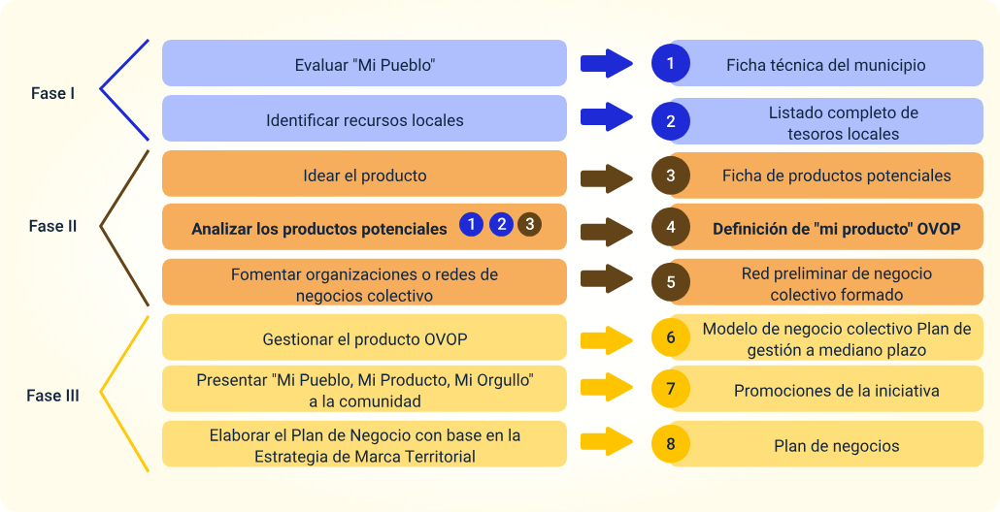 Fase I
Evaluar "Mi Pueblo"
1
Ficha técnica del municipio
Identificar recursos locales
2
Listado completo de
tesoros locales
Fase II
Idear el producto
3
Ficha de productos potenciales
Analizar los productos potenciales 1 2 3
4
Definición de "mi producto" OVOP
Fomentar organizaciones o redes de
negocios colectivo
5
Red preliminar de negocio
colectivo formado
Fase III
Gestionar el producto OVOP
6
Modelo de negocio colectivo Plan de
gestión a mediano plazo
Presentar "Mi Pueblo, Mi Producto, Mi Orgullo"
a la comunidad
7
Promociones de la iniciativa
Elaborar el Plan de Negocio con base en la
Estrategia de Marca Territorial
8
Plan de negocios